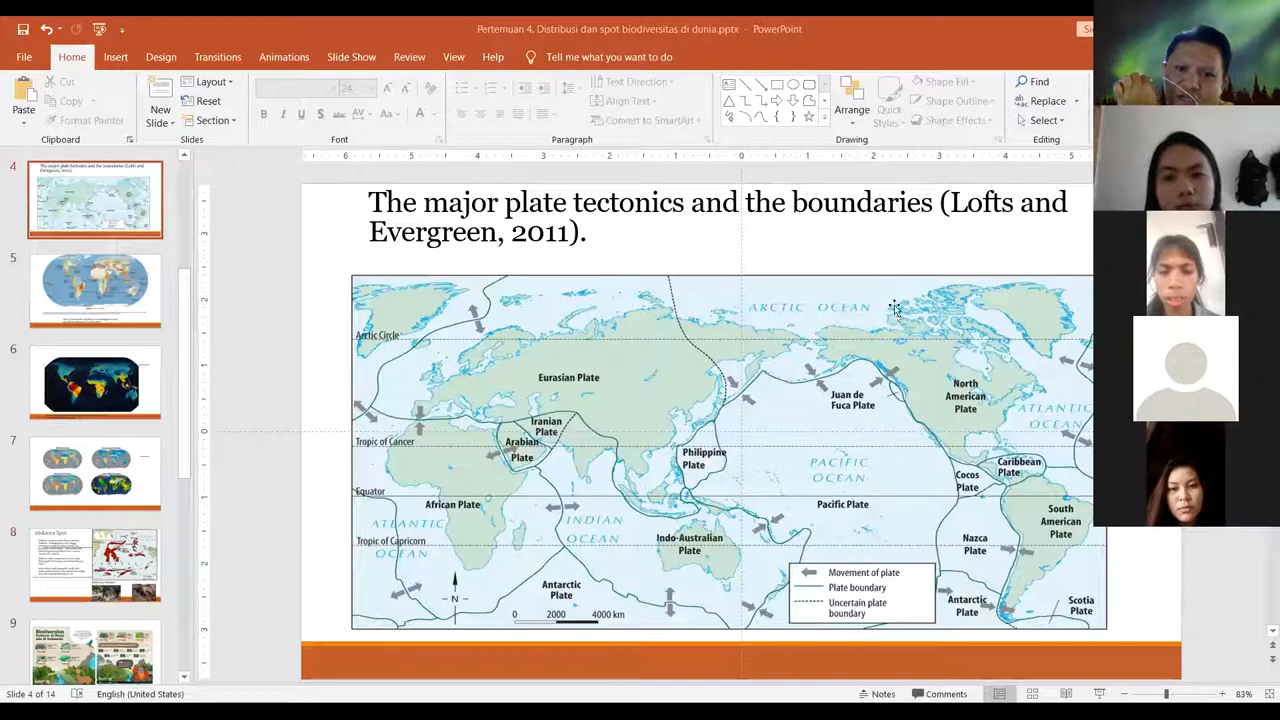 Pertemuan 4. Distribusi dan spot biodiversitas di dunia.pptx - PowerPoint
File Home Insert Design Transitions Animations Slide Show Review View Help Tell me what you want to do
Paste
Cut
Copy
Format Painter
Clipboard
New
Slide
Layout
Reset
Section
Slides
24
Font
Text Direction
Align Text
Convert to SmartArt
Paragraph
Arrange
Quick
Styles
Shape Fill
Shape Outline
Shape Effects
Drawing
Find
Replace
Select
Editing
4
5
6
7
8
9
The major plate tectonics and the boundaries (Lofts and
Evergreen, 2011).
ARCTIC OCEAN
Arctic Circle
Eurasian Plate
Juan de
Fuca Plate
North
American
Plate
ATLANTIC
OCEAN
Iranian
Plate
Tropic of Cancer
Arabian
Plate
Philippine
Plate
PACIFIC
OCEAN
Caribbean
Plate
Cocos
Plate
Equator
African Plate
Pacific Plate
South
American
Plate
ATLANTIC
OCEAN
INDIAN
OCEAN
Tropic of Capricorn
Indo-Australian
Plate
Nazca
Plate
Antarctic
Plate
N
0 2000 4000 km
Movement of plate
Plate boundary
Uncertain plate
boundary
Antarctic
Plate
Scotia
Plate
Slide 4 of 14 English (United States) Notes Comments 83%